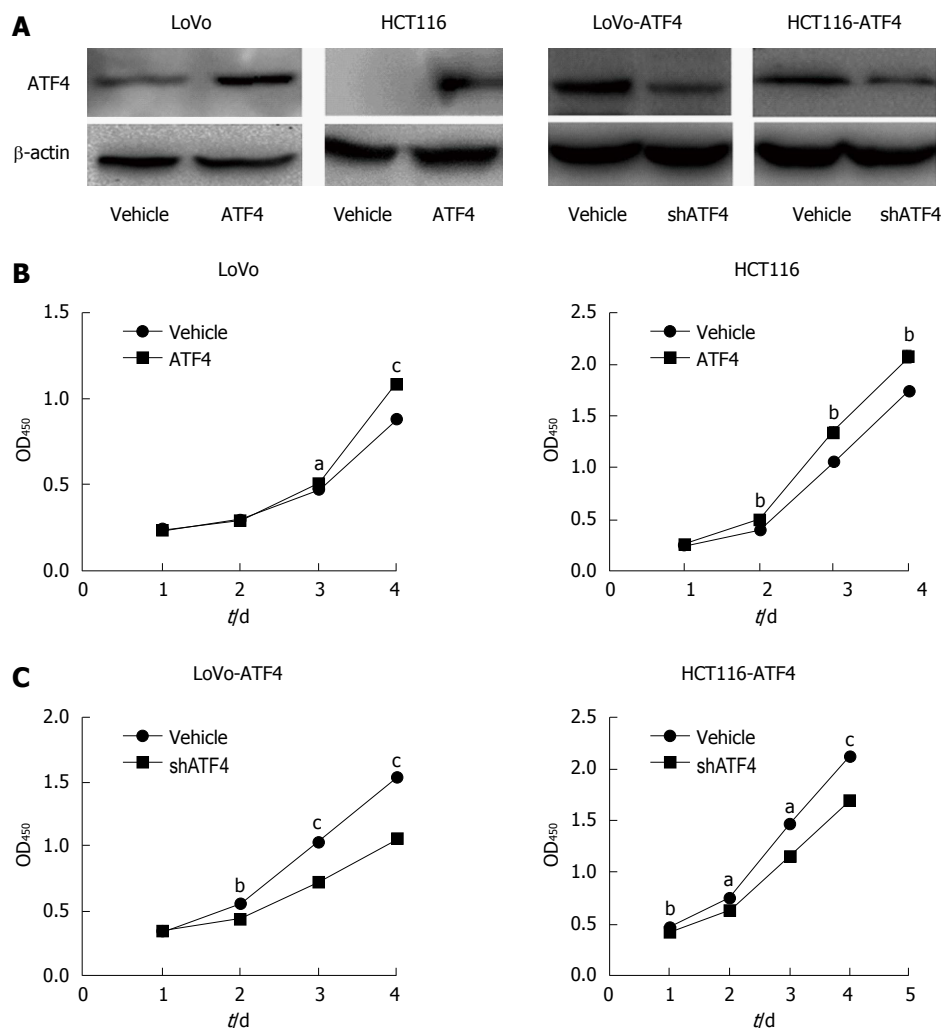 A
LoVo
HCT116
LoVo-ATF4
HCT116-ATF4
ATF4
β-actin
Vehicle ATF4 Vehicle ATF4 Vehicle shATF4 Vehicle shATF4
B
LoVo
1.5
1.0
0.5
0.0
OD450
Vehicle
ATF4
a
c
0 1 2 3 4
t/d
HCT116
2.5
2.0
1.5
1.0
0.5
0.0
OD450
Vehicle
ATF4
b
b
b
0 1 2 3 4
t/d
C
LoVo-ATF4
2.0
1.5
1.0
0.5
0.0
OD450
Vehicle
shATF4
b
c
c
0 1 2 3 4
t/d
HCT116-ATF4
2.5
2.0
1.5
1.0
0.5
0.0
OD450
Vehicle
shATF4
b
a
a
c
0 1 2 3 4 5
t/d